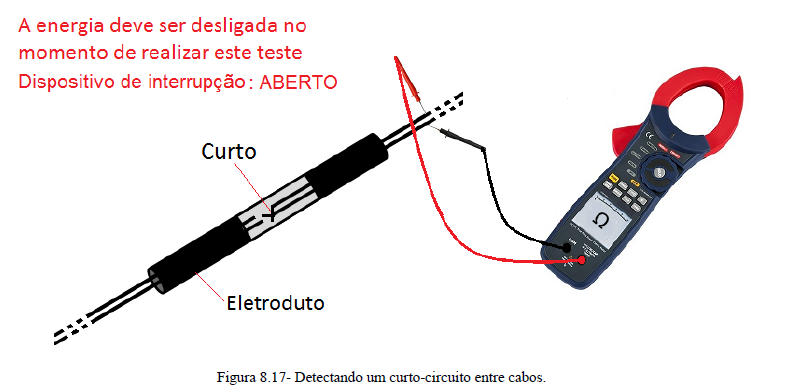 A energia deve ser desligada no
momento de realizar este teste
Dispositivo de interrupção: ABERTO
Curto
Eletroduto
Ω
Figura 8.17- Detectando um curto-circuito entre cabos.